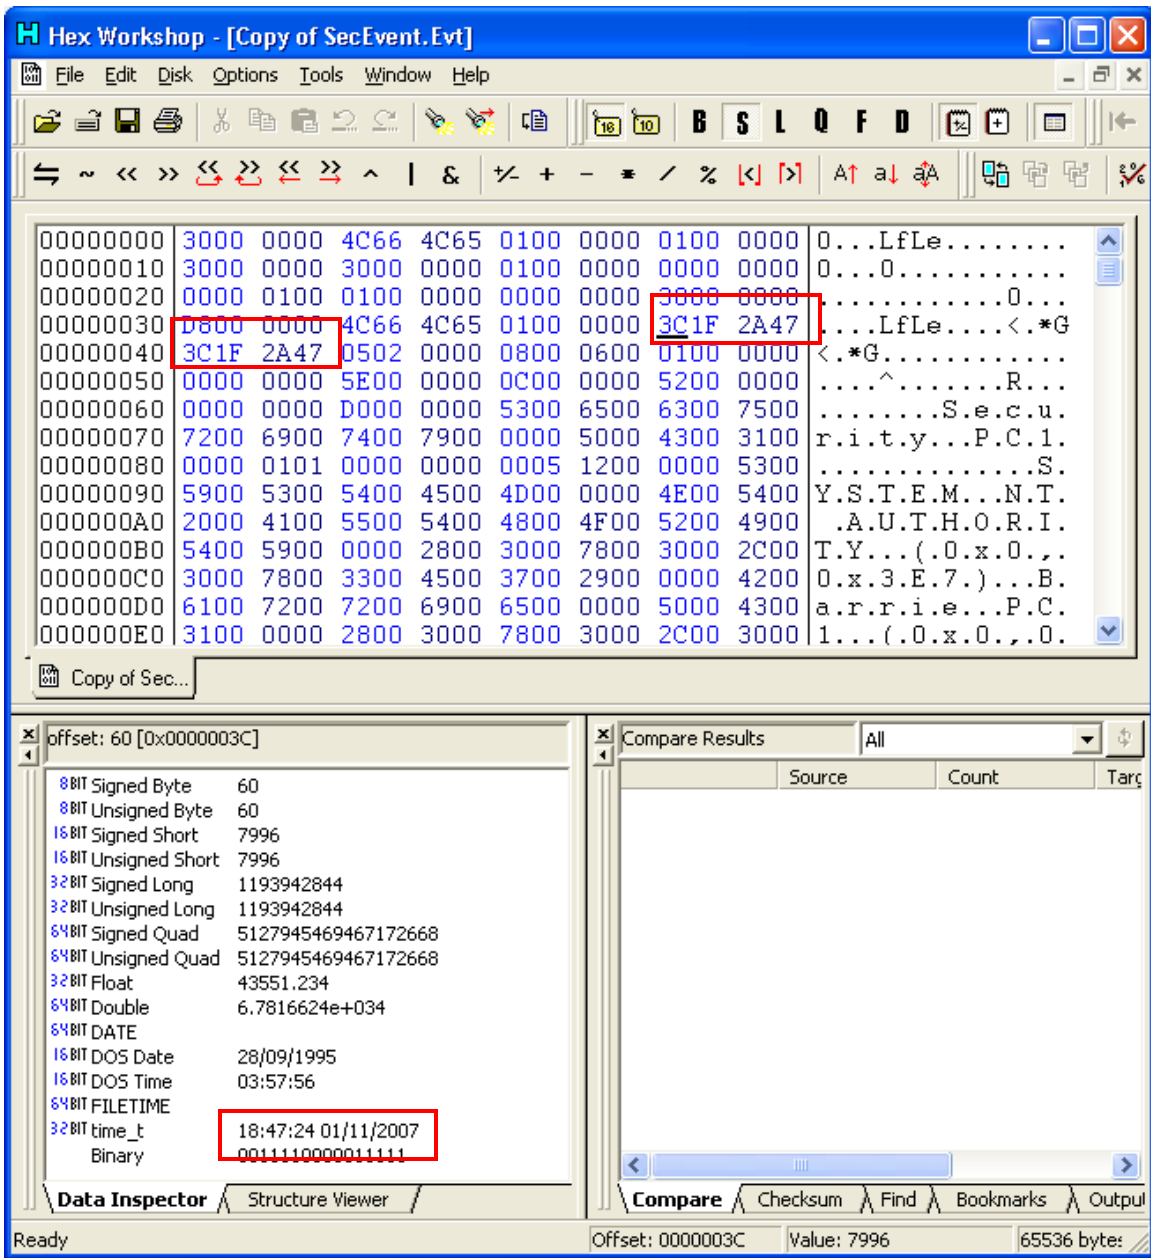 Hex Workshop - [Copy of SecEvent.Evt]
File Edit Disk Options Tools Window Help
16 10 B S L Q F D
00000000 3000 0000 4C66 4C65 0100 0000 0100 0000 0...LfLe........
00000010 3000 0000 3000 0000 0100 0000 0000 0000 0...0...........
00000020 0000 0100 0100 0000 0000 0000 3000 0000 ............0...
00000030 D800 0000 4C66 4C65 0100 0000 3C1F 2A47 ....LfLe....<.*G
00000040 3C1F 2A47 0502 0000 0800 0600 0100 0000 <.*G............
00000050 0000 0000 5E00 0000 0C00 0000 5200 0000 ....^.......R...
00000060 0000 0000 D000 0000 5300 6500 6300 7500 ........S.e.c.u.
00000070 7200 6900 7400 7900 0000 5000 4300 3100 r.i.t.y...P.C.1.
00000080 0000 0101 0000 0000 0005 1200 0000 5300 ..............S.
00000090 5900 5300 5400 4500 4D00 0000 4E00 5400 Y.S.T.E.M...N.T.
000000A0 2000 4100 5500 5400 4800 4F00 5200 4900 .A.U.T.H.O.R.I.
000000B0 5400 5900 0000 2800 3000 7800 3000 2C00 T.Y...(.0.x.0.,.
000000C0 3000 7800 3300 4500 3700 2900 0000 4200 0.x.3.E.7.)...B.
000000D0 6100 7200 7200 6900 6500 0000 5000 4300 a.r.r.i.e...P.C.
000000E0 3100 0000 2800 3000 7800 3000 2C00 3000 1...(.0.x.0.,.0.
Copy of Sec...
offset: 60 [0x0000003C]
8BIT Signed Byte 60
8BIT Unsigned Byte 60
16BIT Signed Short 7996
16BIT Unsigned Short 7996
32BIT Signed Long 1193942844
32BIT Unsigned Long 1193942844
64BIT Signed Quad 5127945469467172668
64BIT Unsigned Quad 5127945469467172668
32BIT Float 43551.234
64BIT Double 6.7816624e+034
64BIT DATE
16BIT DOS Date 28/09/1995
16BIT DOS Time 03:57:56
64BIT FILETIME
32BIT time_t 18:47:24 01/11/2007
Binary 0011110000011111
Data Inspector Structure Viewer
Compare Results All
Source Count Targ
Compare Checksum Find Bookmarks Output
Ready Offset: 0000003C Value: 7996 65536 bytes